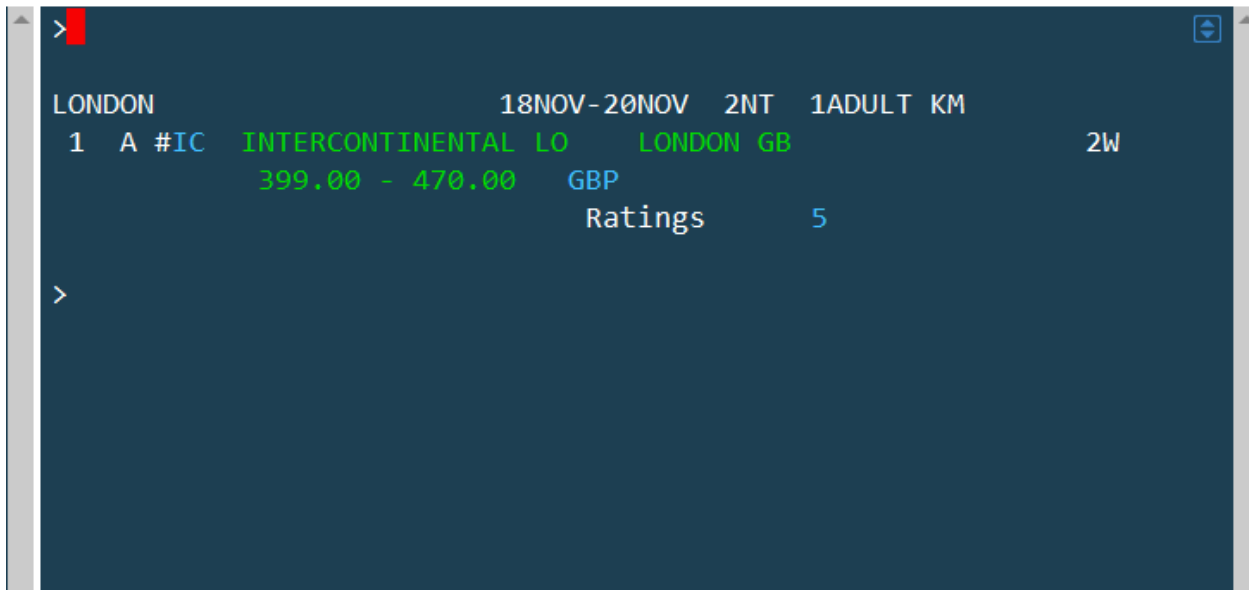 >
LONDON 18NOV-20NOV 2NT 1ADULT KM
1 A #IC INTERCONTINENTAL LO LONDON GB 2W
399.00 - 470.00 GBP
Ratings 5
>